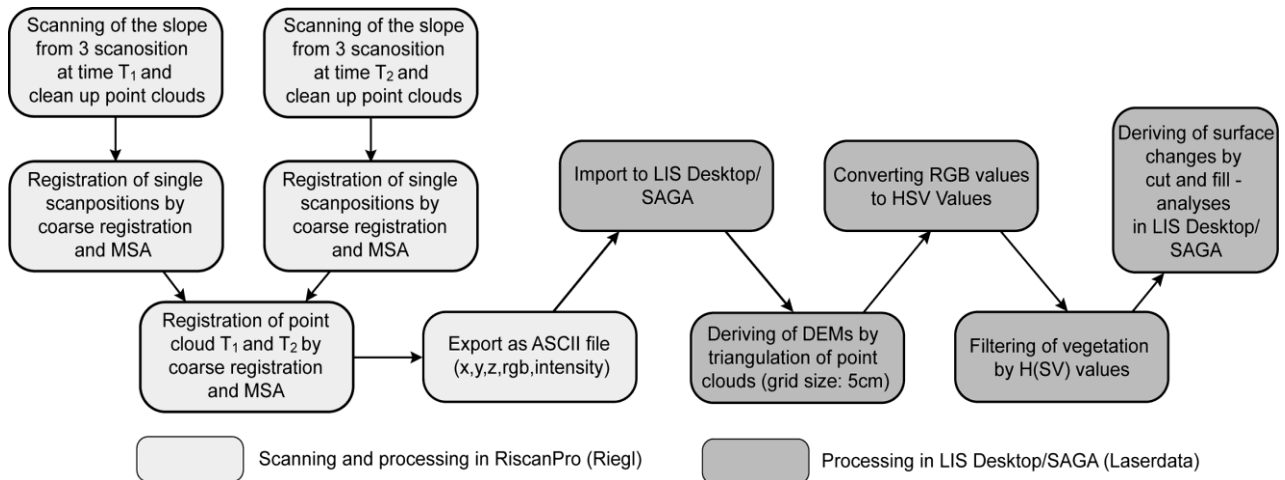 Scanning of the slope
from 3 scanosition
at time T₁ and
clean up point clouds
Scanning of the slope
from 3 scanosition
at time T₂ and
clean up point clouds
Registration of single
scanpositions by
coarse registration
and MSA
Registration of single
scanpositions by
coarse registration
and MSA
Registration of point
cloud T₁ and T₂ by
coarse registration
and MSA
Export as ASCII file
(x,y,z,rgb,intensity)
Import to LIS Desktop/
SAGA
Deriving of DEMs by
triangulation of point
clouds (grid size: 5cm)
Converting RGB values
to HSV Values
Filtering of vegetation
by H(SV) values
Deriving of surface
changes by
cut and fill -
analyses
in LIS Desktop/
SAGA
Scanning and processing in RiscanPro (Riegl)
Processing in LIS Desktop/SAGA (Laserdata)